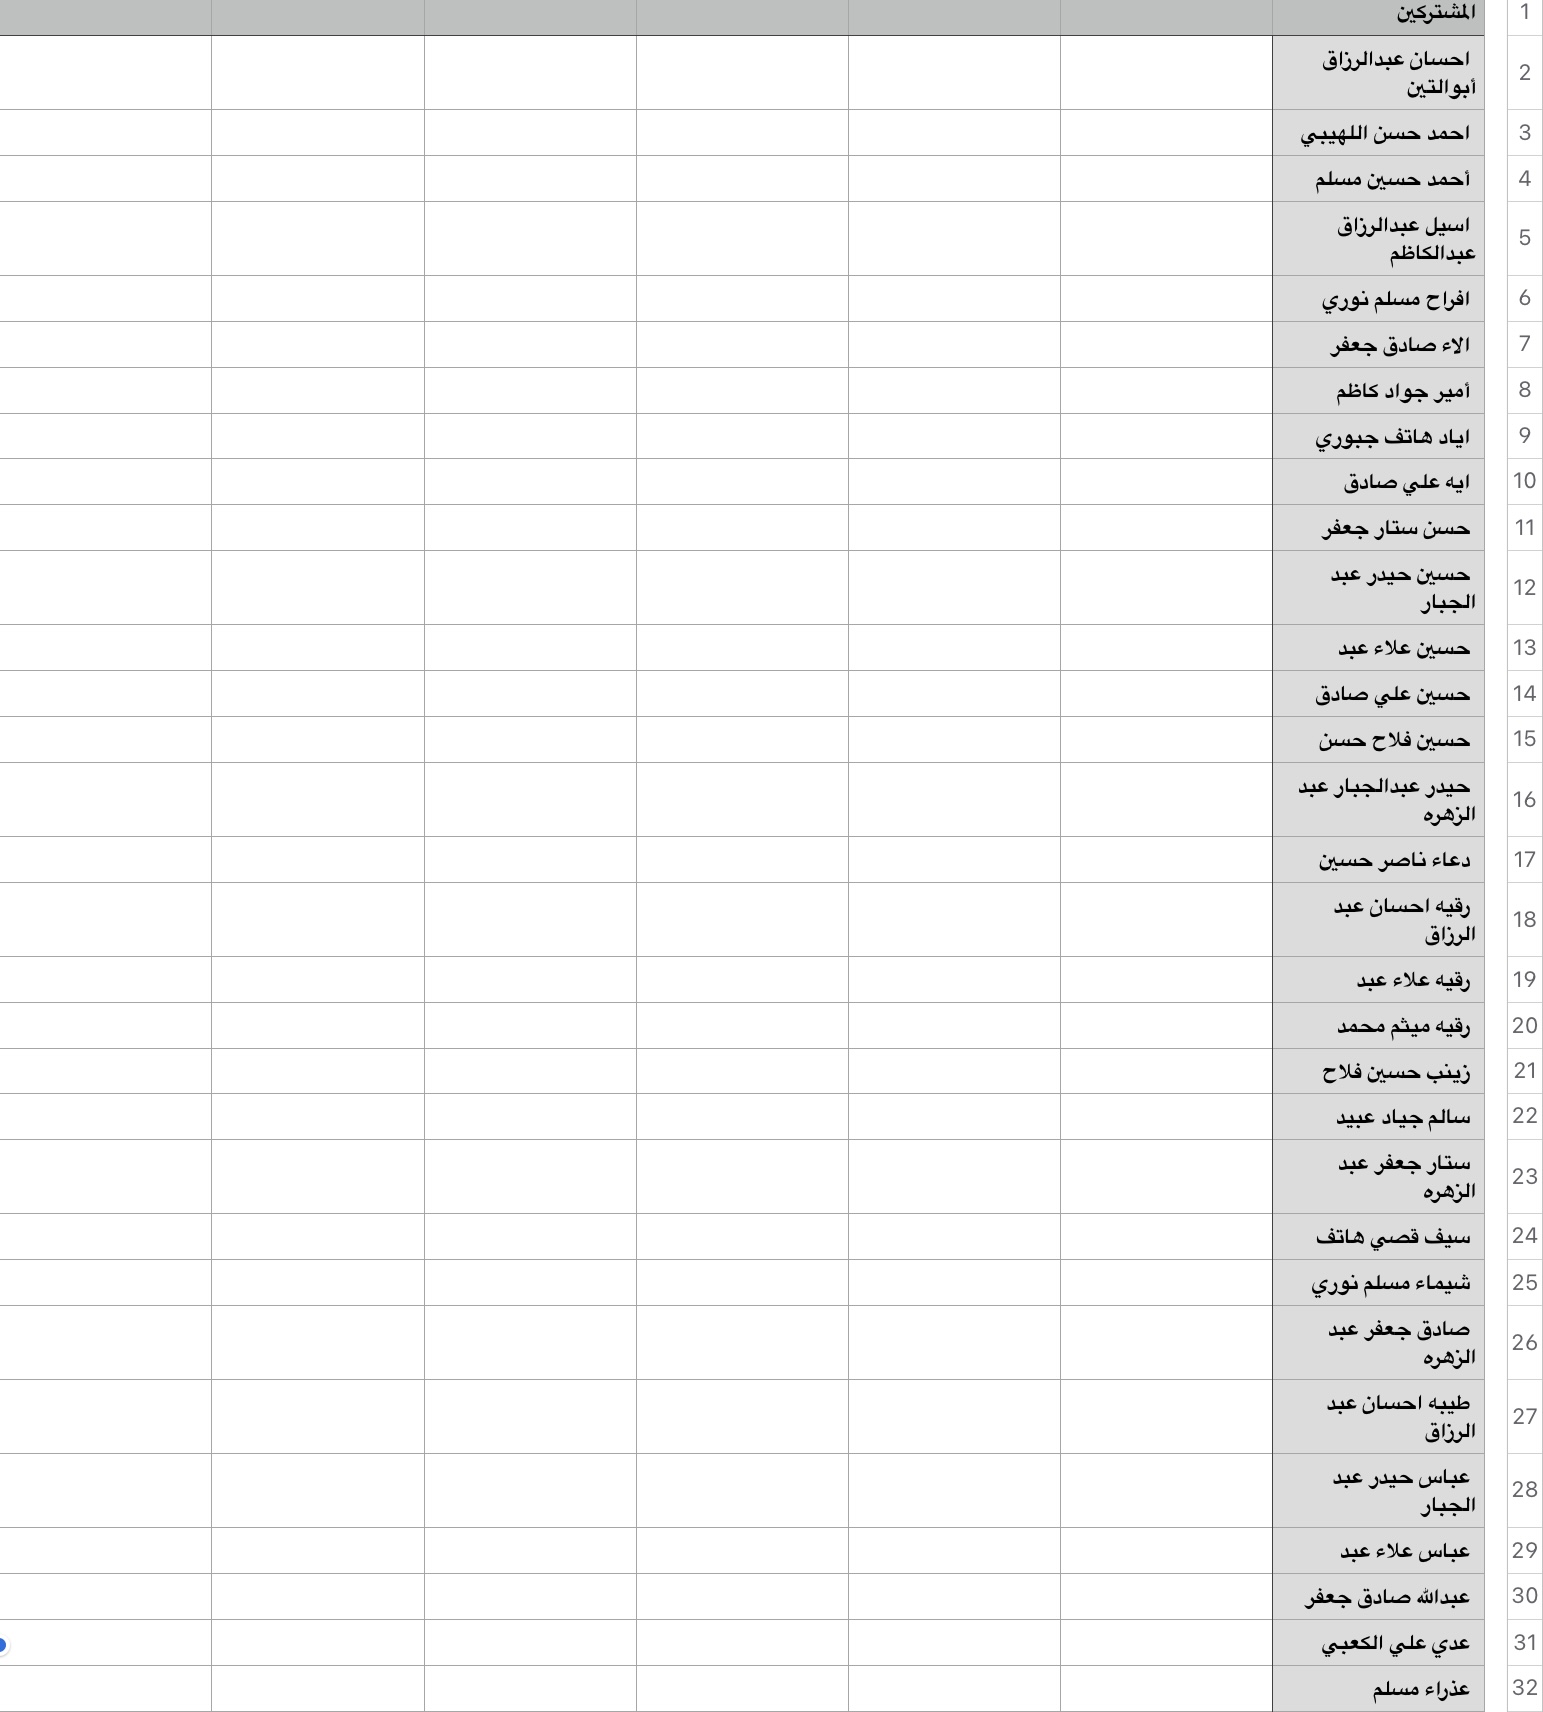 1 المشتركين
2 احسان عبدالرزاق
أبوالتين
3 احمد حسن اللهيبي
4 أحمد حسين مسلم
5 اسيل عبدالرزاق
عبدالكاظم
6 افراح مسلم نوري
7 الاء صادق جعفر
8 أمير جواد كاظم
9 اياد هاتف جبوري
10 ايه علي صادق
11 حسن ستار جعفر
12 حسين حيدر عبد
الجبار
13 حسين علاء عبد
14 حسين علي صادق
15 حسين فلاح حسن
16 حيدر عبدالجبار عبد
الزهره
17 دعاء ناصر حسين
18 رقيه احسان عبد
الرزاق
19 رقيه علاء عبد
20 رقيه ميثم محمد
21 زينب حسين فلاح
22 سالم جياد عبيد
23 ستار جعفر عبد
الزهره
24 سيف قصي هاتف
25 شيماء مسلم نوري
26 صادق جعفر عبد
الزهره
27 طيبه احسان عبد
الرزاق
28 عباس حيدر عبد
الجبار
29 عباس علاء عبد
30 عبدالله صادق جعفر
31 عدي علي الكعبي
32 عذراء مسلم